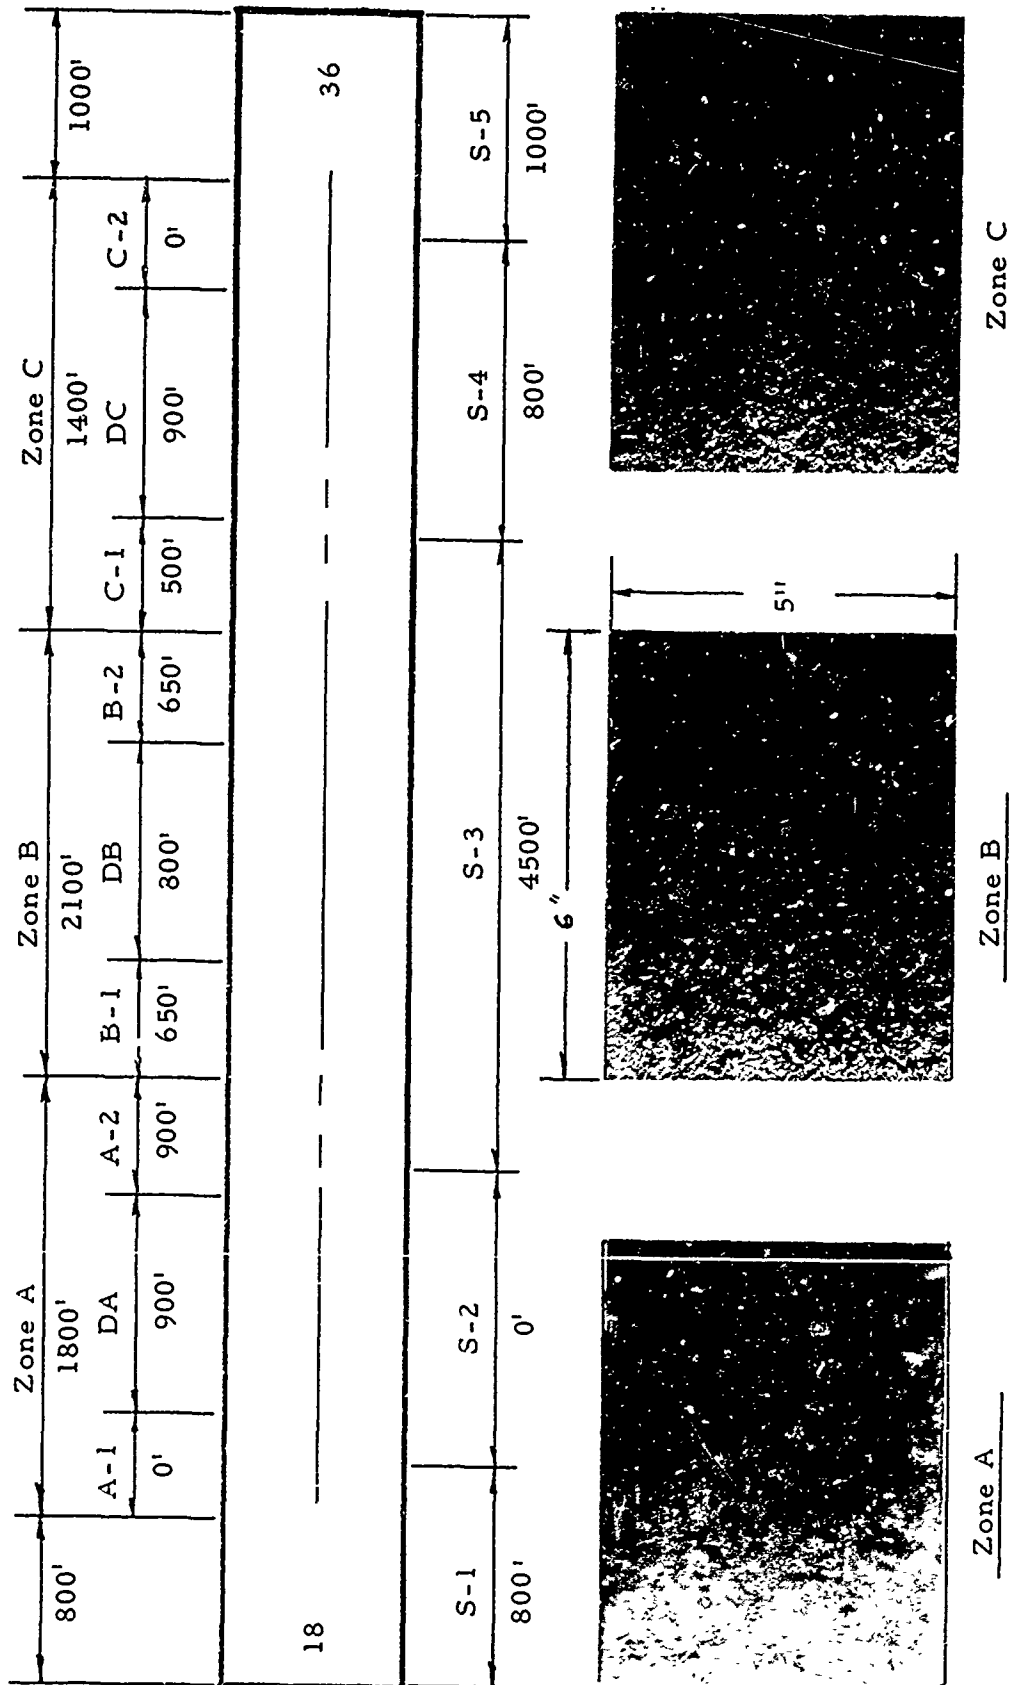 Zone A Zone B Zone C
800' 1800' 2100' 1400' 1000'
A-1 DA A-2 B-1 DB B-2 C-1 DC C-2
0' 900' 900' 650' 800' 650' 500' 900' 0'
18 36
S-1 S-2 S-3 S-4 S-5
800' 0' 4500' 800' 1000'
6"
5"
Zone A Zone B Zone C